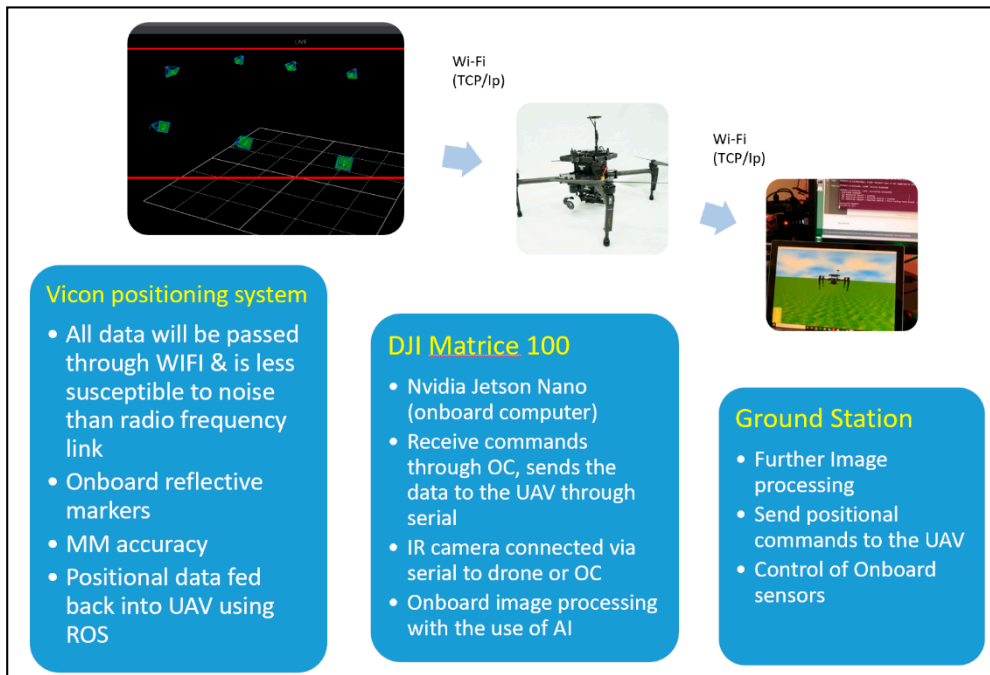 LIVE
Wi-Fi
(TCP/Ip)
Wi-Fi
(TCP/Ip)
Vicon positioning system
• All data will be passed
through WIFI & is less
susceptible to noise
than radio frequency
link
• Onboard reflective
markers
• MM accuracy
• Positional data fed
back into UAV using
ROS
DJI Matrice 100
• Nvidia Jetson Nano
(onboard computer)
• Receive commands
through OC, sends the
data to the UAV through
serial
• IR camera connected via
serial to drone or OC
• Onboard image processing
with the use of AI
Ground Station
• Further Image
processing
• Send positional
commands to the UAV
• Control of Onboard
sensors